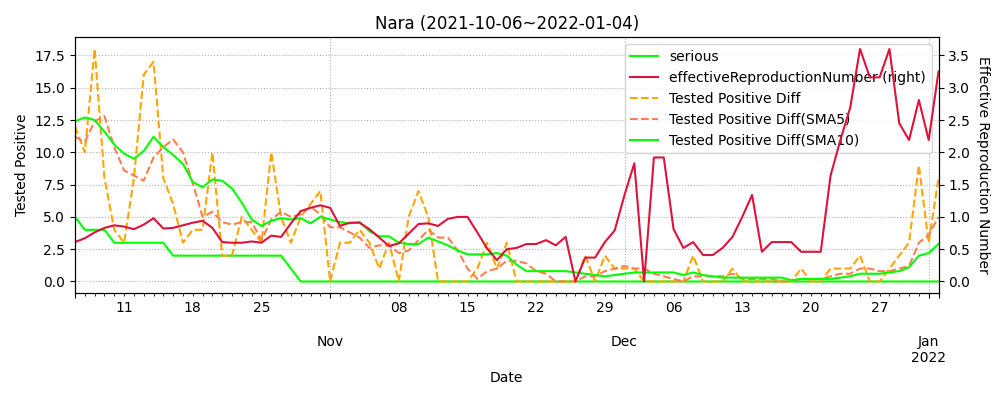 Nara (2021-10-06~2022-01-04)
serious
effectiveReproductionNumber (right)
Tested Positive Diff
Tested Positive Diff(SMA5)
Tested Positive Diff(SMA10)
Tested Positive
17.5
15.0
12.5
10.0
7.5
5.0
2.5
0.0
Effective Reproduction Number
3.5
3.0
2.5
2.0
1.5
1.0
0.5
0.0
11 18 25 08 15 22 29 06 13 20 27
Nov Dec Jan
2022
Date